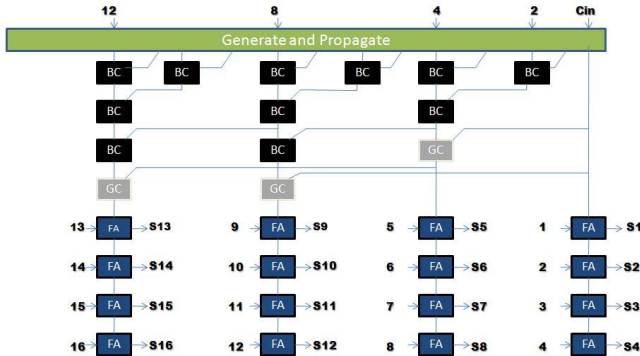 12 8 4 2 Cin
Generate and Propagate
BC BC BC BC BC BC
BC BC BC
BC BC GC
GC GC
13 FA S13 9 FA S9 5 FA S5 1 FA S1
14 FA S14 10 FA S10 6 FA S6 2 FA S2
15 FA S15 11 FA S11 7 FA S7 3 FA S3
16 FA S16 12 FA S12 8 FA S8 4 FA S4